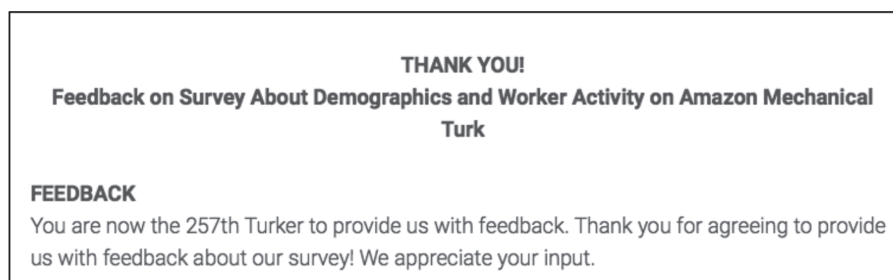 THANK YOU!
Feedback on Survey About Demographics and Worker Activity on Amazon Mechanical
Turk
FEEDBACK
You are now the 257th Turker to provide us with feedback. Thank you for agreeing to provide
us with feedback about our survey! We appreciate your input.